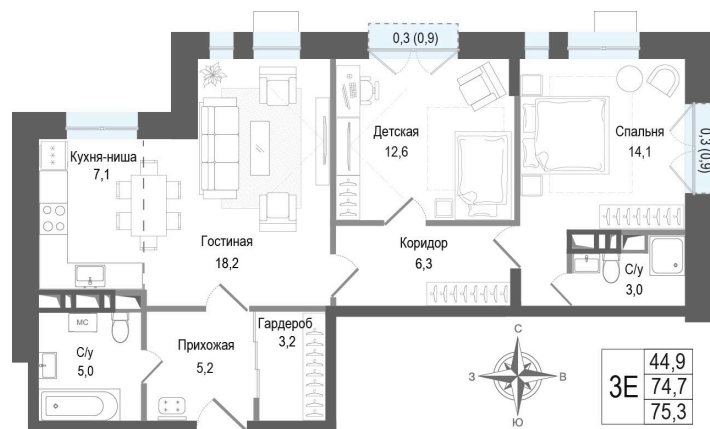 0,3 (0,9)
Кухня-ниша
7,1
Детская
12,6
Спальня
14,1
0,3 (0,9)
Гостиная
18,2
Коридор
6,3
С/у
3,0
МС
С/у
5,0
Прихожая
5,2
Гардероб
3,2
С
З
В
Ю
3Е
44,9
74,7
75,3